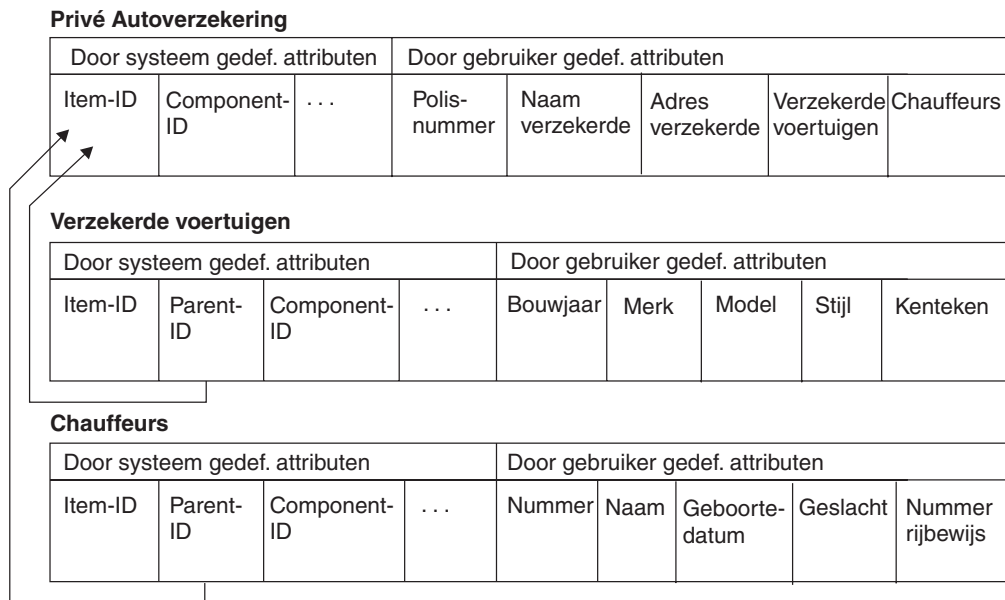 Privé Autoverzekering
Door systeem gedef. attributen Door gebruiker gedef. attributen
Item-ID Component-ID ... Polis-nummer Naam verzekerde Adres verzekerde Verzekerde voertuigen Chauffeurs
Verzekerde voertuigen
Door systeem gedef. attributen Door gebruiker gedef. attributen
Item-ID Parent-ID Component-ID ... Bouwjaar Merk Model Stijl Kenteken
Chauffeurs
Door systeem gedef. attributen Door gebruiker gedef. attributen
Item-ID Parent-ID Component-ID ... Nummer Naam Geboorte-datum Geslacht Nummer rijbewijs